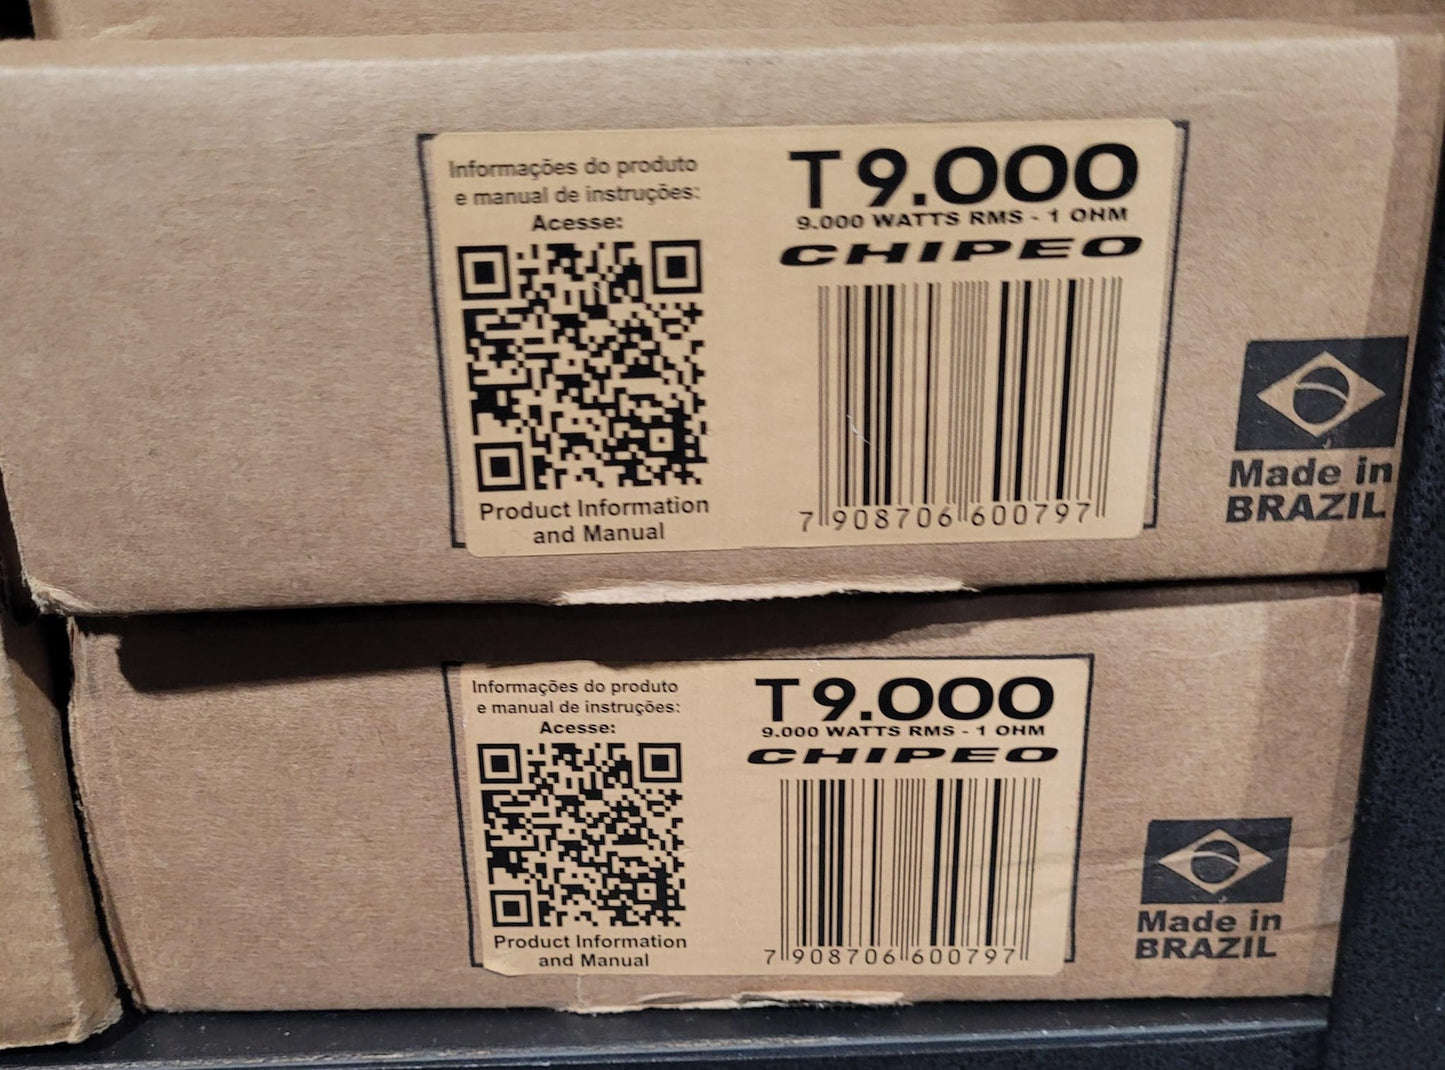 Informações do produto
e manual de instruções:
Acesse:
Product Information
and Manual
T 9.000
9.000 WATTS RMS - 1 OHM
CHIPEO
7 908706 600797
Made in
BRAZIL
Informações do produto
e manual de instruções:
Acesse:
Product Information
and Manual
T 9.000
9.000 WATTS RMS - 1 OHM
CHIPEO
7 908706 600797
Made in
BRAZIL